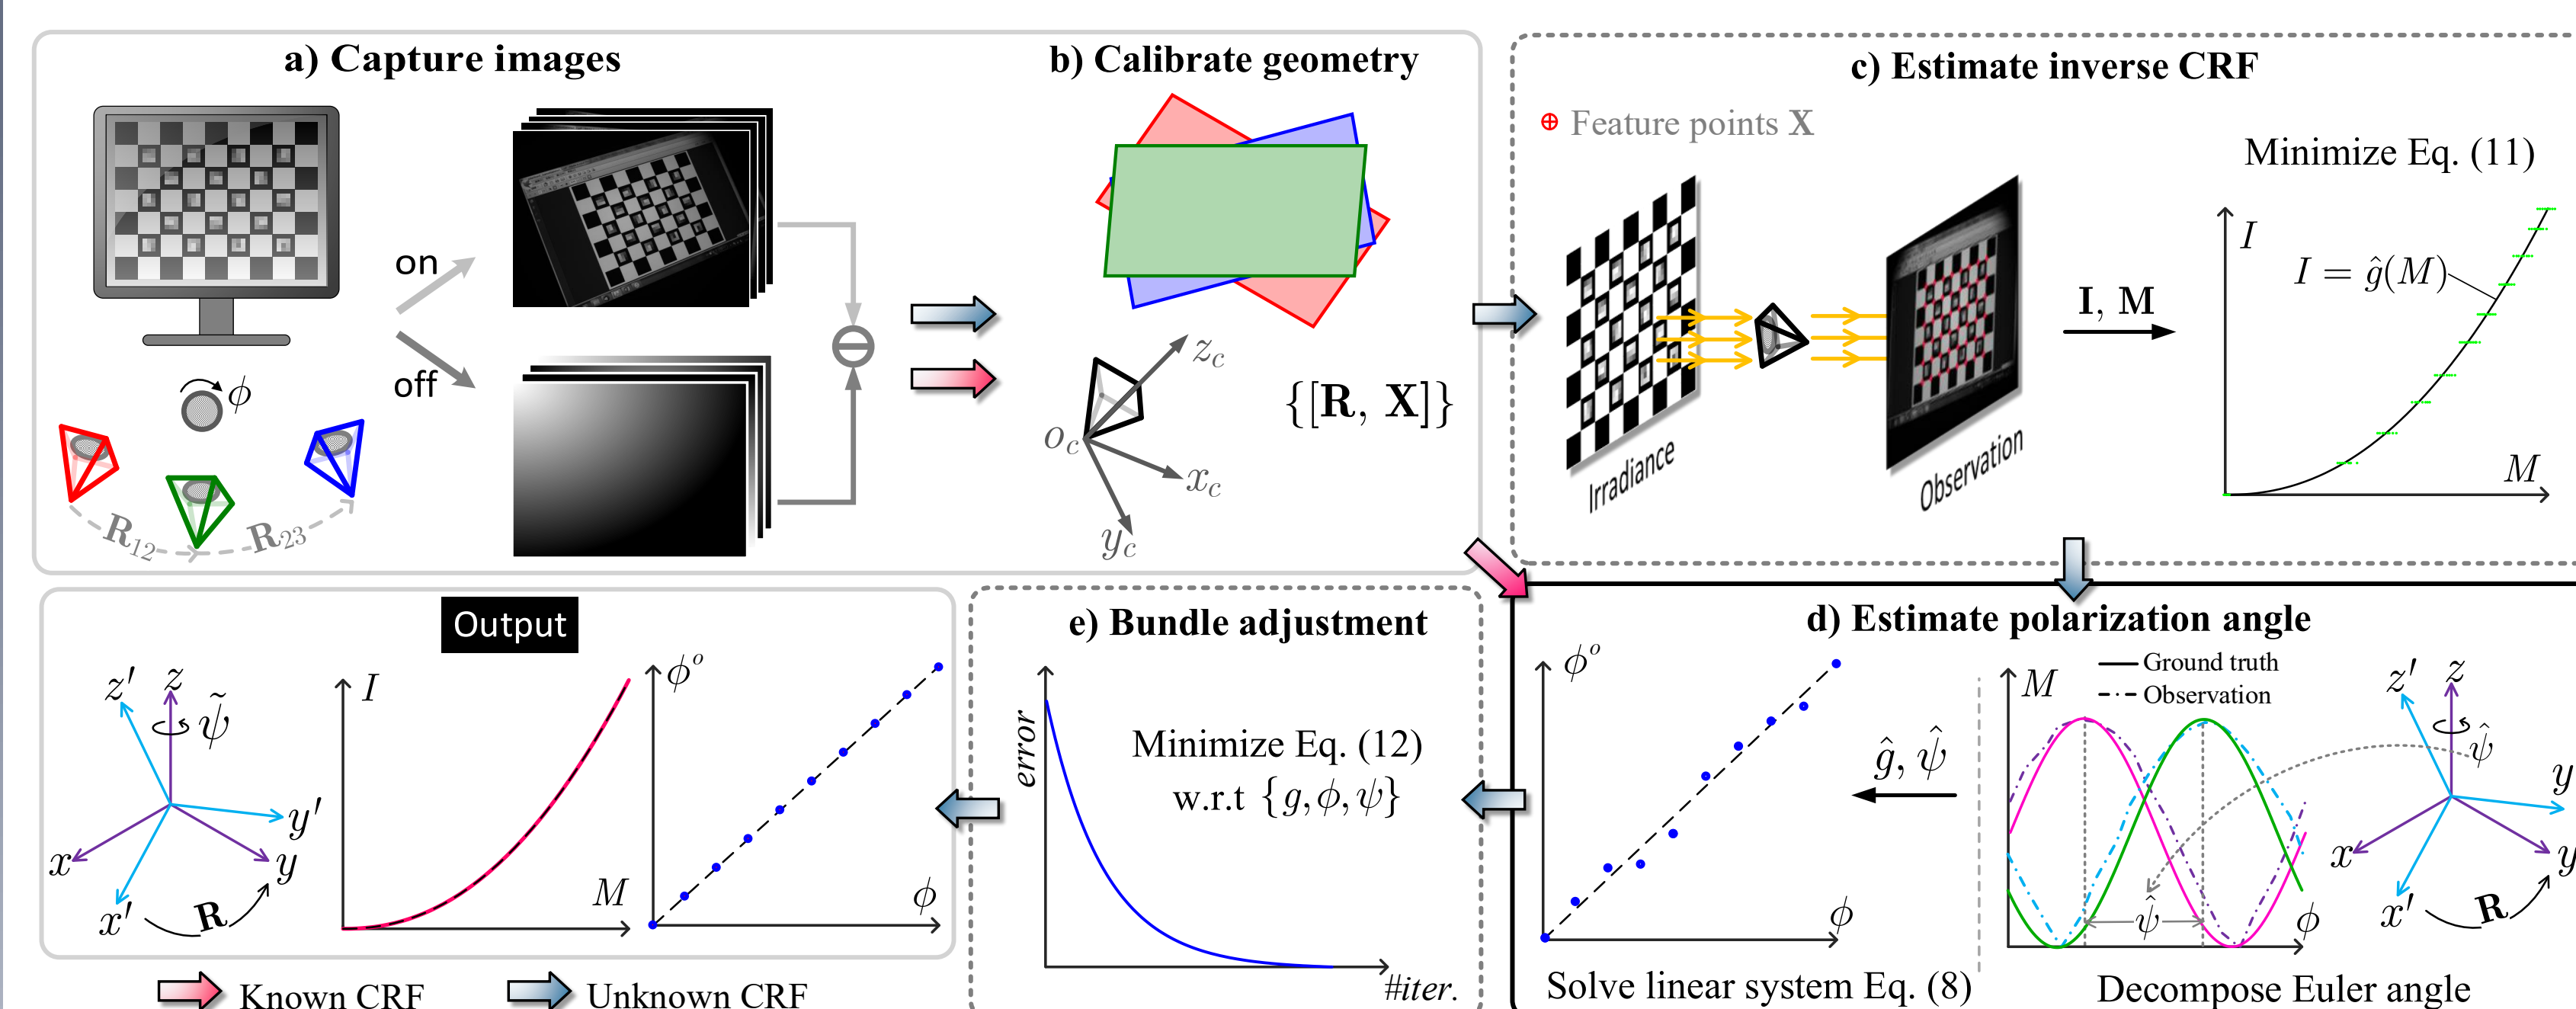 a) Capture images
on
off
ϕ
R₁₂
R₂₃
b) Calibrate geometry
z_c
o_c
x_c
y_c
{[R, X]}
c) Estimate inverse CRF
⊕ Feature points X
Irradiance
Observation
I, M
Minimize Eq. (11)
I
I = ĝ(M)
M
d) Estimate polarization angle
ϕ°
ϕ
Solve linear system Eq. (8)
ĝ, ψ̂
M
Ground truth
Observation
ψ̂
ϕ
z′
z
ψ̂
y
x
y
x′
R
Decompose Euler angle
e) Bundle adjustment
error
Minimize Eq. (12)
w.r.t {g, ϕ, ψ}
#iter.
Output
z′
z
ψ̃
y′
x
y
x′
R
I
M
ϕ°
ϕ
Known CRF
Unknown CRF